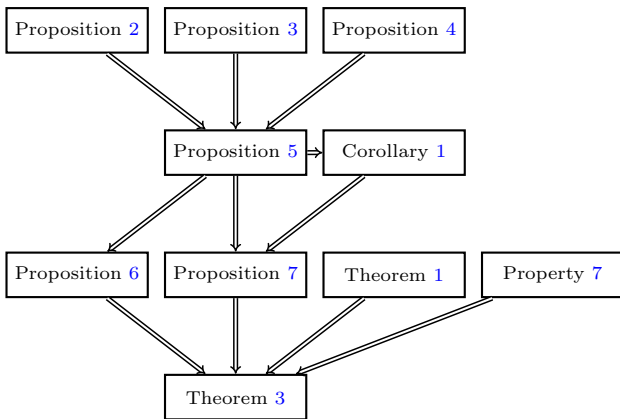 Proposition 2
Proposition 3
Proposition 4
Proposition 5
Corollary 1
Proposition 6
Proposition 7
Theorem 1
Property 7
Theorem 3